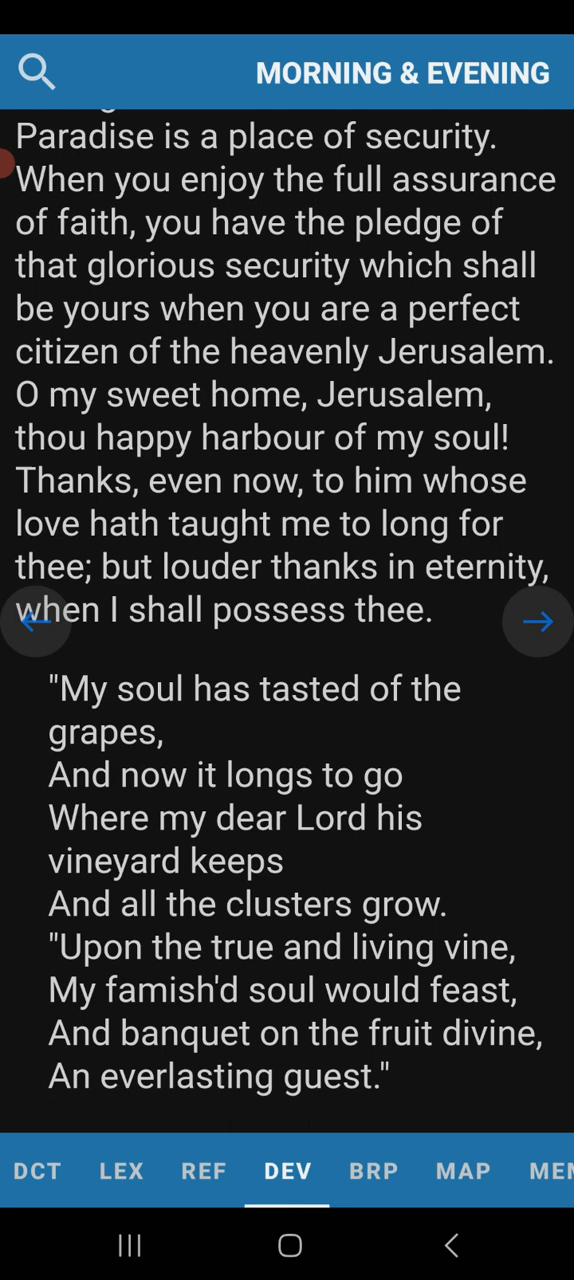 MORNING & EVENING
Paradise is a place of security.
When you enjoy the full assurance
of faith, you have the pledge of
that glorious security which shall
be yours when you are a perfect
citizen of the heavenly Jerusalem.
O my sweet home, Jerusalem,
thou happy harbour of my soul!
Thanks, even now, to him whose
love hath taught me to long for
thee; but louder thanks in eternity,
when I shall possess thee.
"My soul has tasted of the
grapes,
And now it longs to go
Where my dear Lord his
vineyard keeps
And all the clusters grow.
"Upon the true and living vine,
My famish'd soul would feast,
And banquet on the fruit divine,
An everlasting guest."
DCT LEX REF DEV BRP MAP